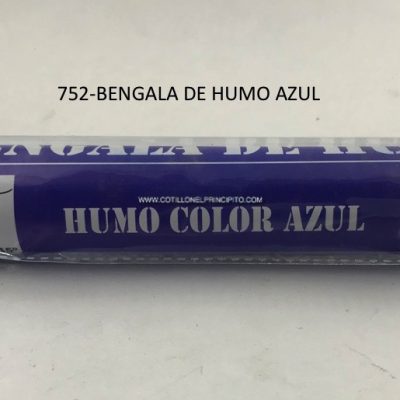 752-BENGALA DE HUMO AZUL
WWW.COTILLONELPRINCIPITO.COM
HUMO COLOR AZUL